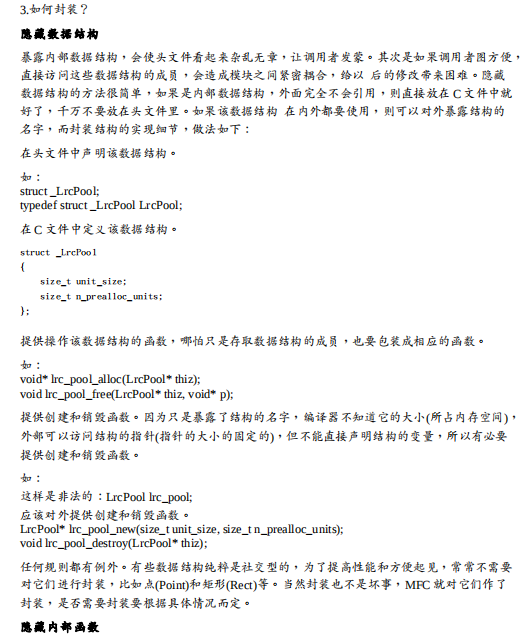 3.如何封装？
隐藏数据结构
暴露内部数据结构，会使头文件看起来杂乱无章，让调用者发蒙。其次是如果调用者图方便，
直接访问这些数据结构的成员，会造成模块之间紧密耦合，给以 后的修改带来困难。隐藏
数据结构的方法很简单，如果是内部数据结构，外面完全不会引用，则直接放在 C 文件中就
好了，千万不要放在头文件里。如果该数据结构 在内外都要使用，则可以对外暴露结构的
名字，而封装结构的实现细节，做法如下：
在头文件中声明该数据结构。
如：
struct _LrcPool;
typedef struct _LrcPool LrcPool;
在 C 文件中定义该数据结构。
struct _LrcPool
{
size_t unit_size;
size_t n_prealloc_units;
};
提供操作该数据结构的函数，哪怕只是存取数据结构的成员，也要包装成相应的函数。
如：
void* lrc_pool_alloc(LrcPool* thiz);
void lrc_pool_free(LrcPool* thiz, void* p);
提供创建和销毁函数。因为只是暴露了结构的名字，编译器不知道它的大小(所占内存空间)，
外部可以访问结构的指针(指针的大小的固定的)，但不能直接声明结构的变量，所以有必要
提供创建和销毁函数。
如：
这样是非法的：LrcPool lrc_pool;
应该对外提供创建和销毁函数。
LrcPool* lrc_pool_new(size_t unit_size, size_t n_prealloc_units);
void lrc_pool_destroy(LrcPool* thiz);
任何规则都有例外。有些数据结构纯粹是社交型的，为了提高性能和方便起见，常常不需要
对它们进行封装，比如点(Point)和矩形(Rect)等。当然封装也不是坏事，MFC 就对它们作了
封装，是否需要封装要根据具体情况而定。
隐藏内部函数